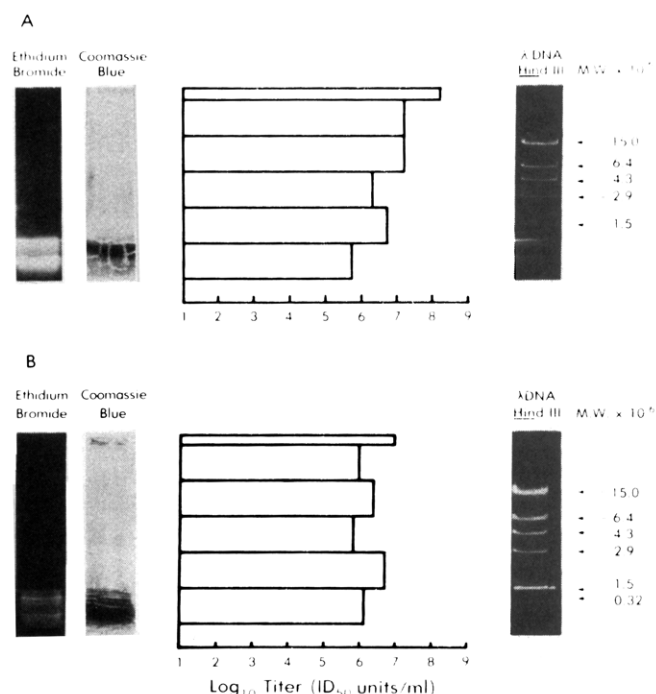 A
Ethidium Bromide
Coomassie Blue
λ DNA
Hind III M.W. x
15.0
6.4
4.3
2.9
1.5
1 2 3 4 5 6 7 8 9
B
Ethidium Bromide
Coomassie Blue
λDNA
Hind III M.W. x 10⁻⁶
15.0
6.4
4.3
2.9
1.5
0.32
1 2 3 4 5 6 7 8 9
Log₁₀ Titer (ID₅₀ units/ml)